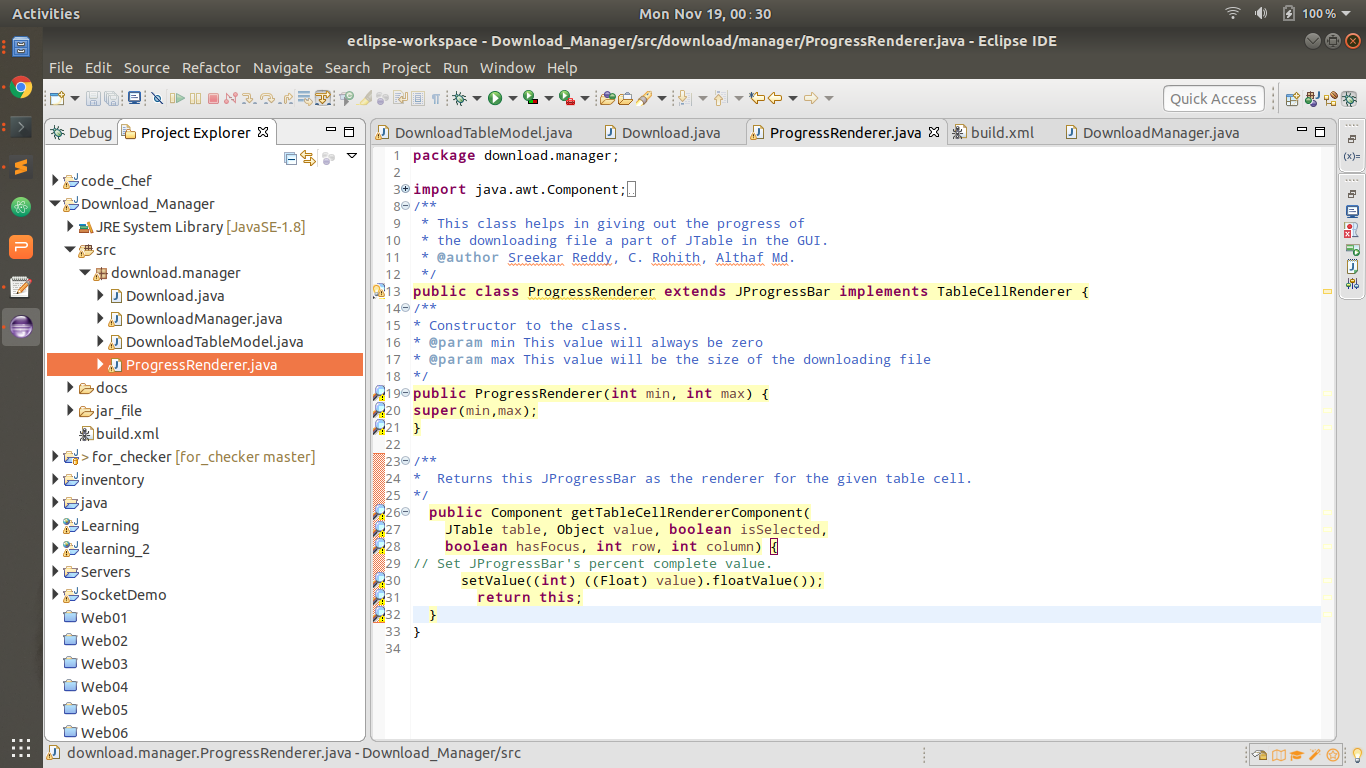 Activities
Mon Nov 19, 00:30
100 %
eclipse-workspace - Download_Manager/src/download/manager/ProgressRenderer.java - Eclipse IDE
File Edit Source Refactor Navigate Search Project Run Window Help
Quick Access
Debug Project Explorer
code_Chef
Download_Manager
JRE System Library [JavaSE-1.8]
src
download.manager
Download.java
DownloadManager.java
DownloadTableModel.java
ProgressRenderer.java
docs
jar_file
build.xml
> for_checker [for_checker master]
inventory
java
Learning
learning_2
Servers
SocketDemo
Web01
Web02
Web03
Web04
Web05
Web06
DownloadTableModel.java Download.java ProgressRenderer.java build.xml DownloadManager.java
1 package download.manager;
2
3 import java.awt.Component;
8 /**
9 * This class helps in giving out the progress of
10 * the downloading file a part of JTable in the GUI.
11 * @author Sreekar Reddy, C. Rohith, Althaf Md.
12 */
13 public class ProgressRenderer extends JProgressBar implements TableCellRenderer {
14 /**
15 * Constructor to the class.
16 * @param min This value will always be zero
17 * @param max This value will be the size of the downloading file
18 */
19 public ProgressRenderer(int min, int max) {
20 super(min,max);
21 }
22
23 /**
24 *  Returns this JProgressBar as the renderer for the given table cell.
25 */
26 public Component getTableCellRendererComponent(
27 JTable table, Object value, boolean isSelected,
28 boolean hasFocus, int row, int column) {
29 // Set JProgressBar's percent complete value.
30 setValue((int) ((Float) value).floatValue());
31 return this;
32 }
33 }
34
(x)=
download.manager.ProgressRenderer.java - Download_Manager/src